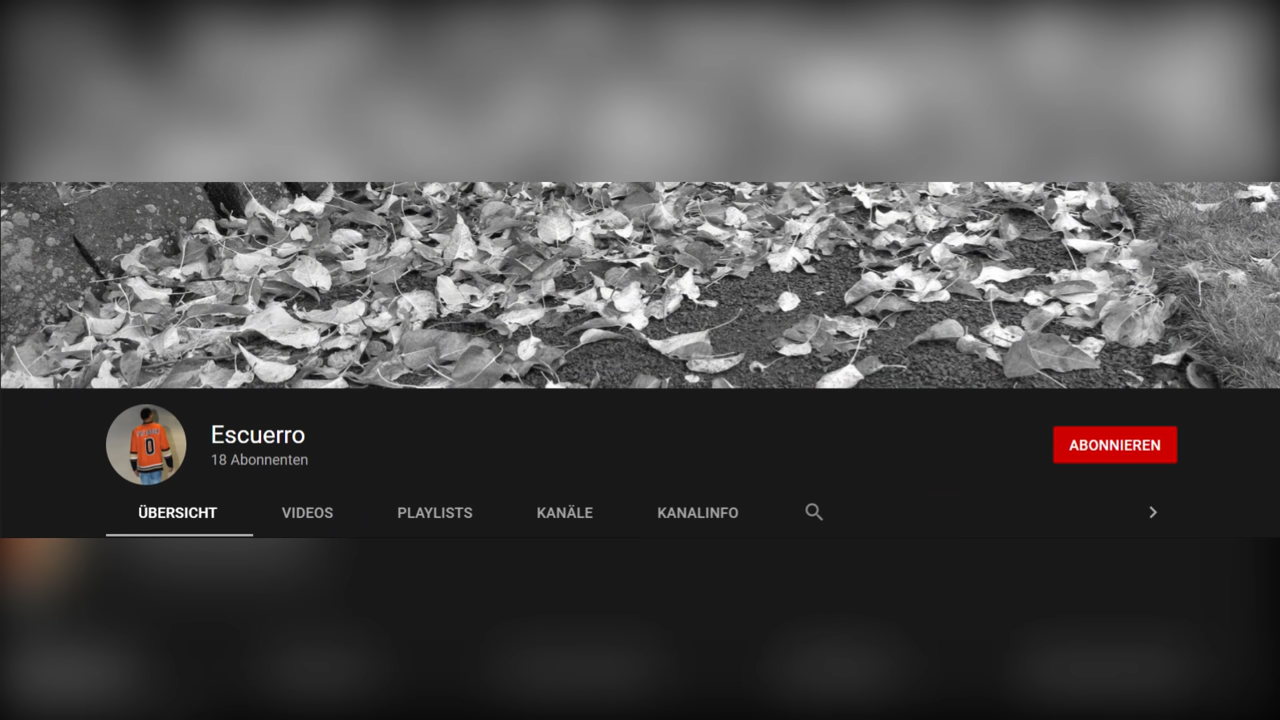 Escuerro
18 Abonnenten
ABONNIEREN
ÜBERSICHT VIDEOS PLAYLISTS KANÄLE KANALINFO
0